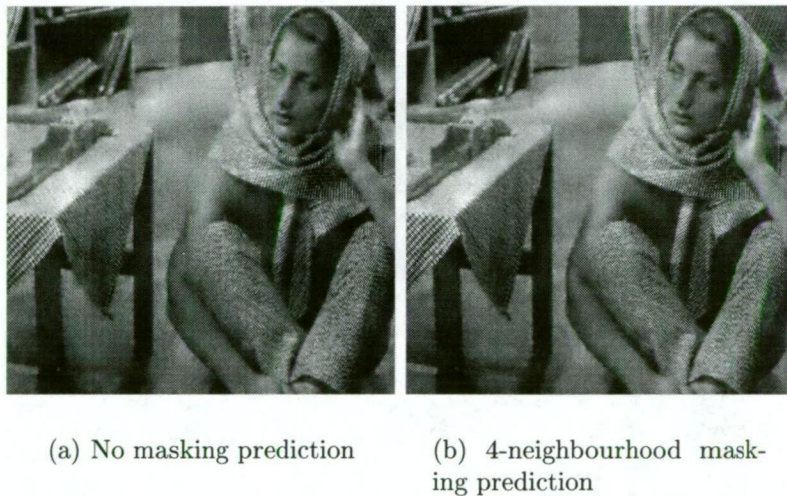 (a) No masking prediction
(b) 4-neighbourhood mask-
ing prediction